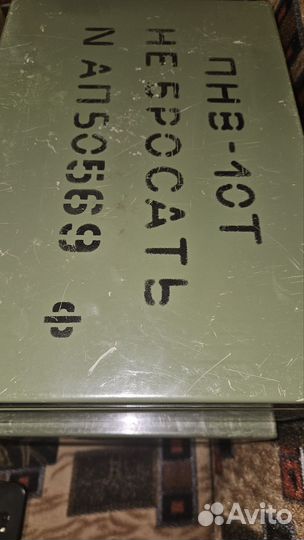 ПНВ-10Т
НЕ БРОСАТЬ
N АП50569
ф
Avito